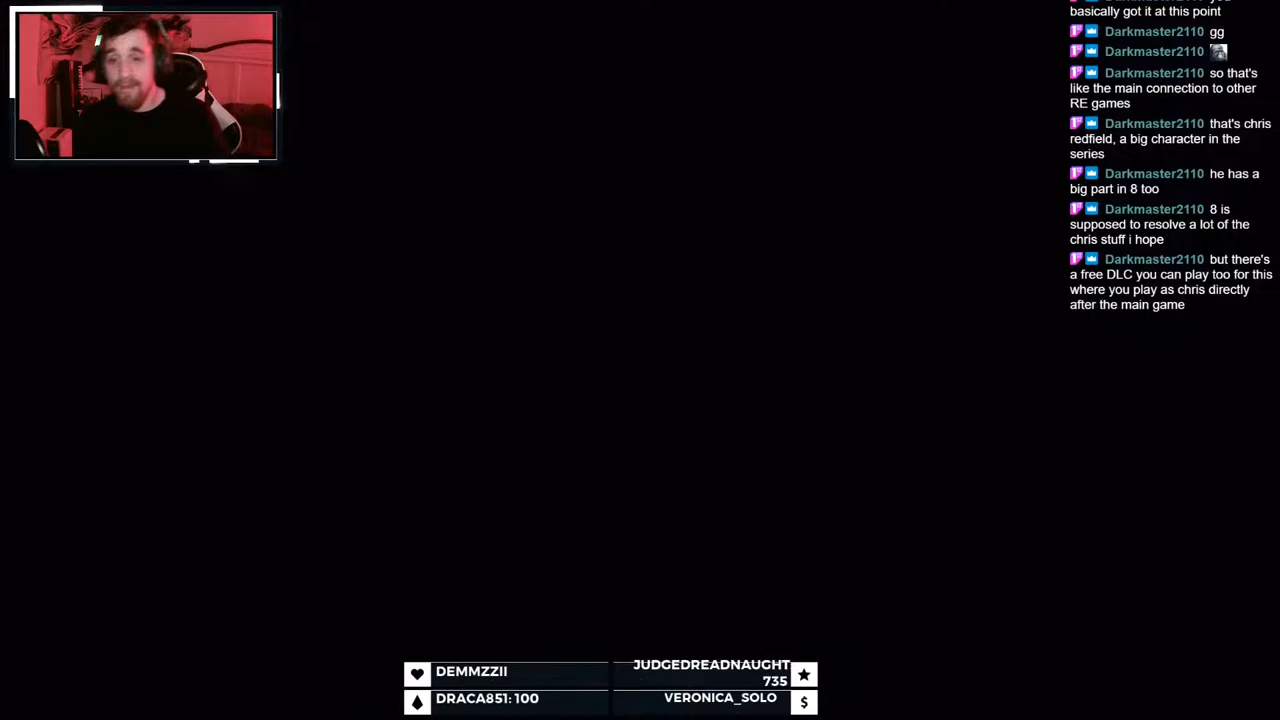 basically got it at this point
Darkmaster2110 gg
Darkmaster2110
Darkmaster2110 so that's
like the main connection to other
RE games
Darkmaster2110 that's chris
redfield, a big character in the
series
Darkmaster2110 he has a
big part in 8 too
Darkmaster2110 8 is
supposed to resolve a lot of the
chris stuff i hope
Darkmaster2110 but there's
a free DLC you can play too for this
where you play as chris directly
after the main game
DEMMZZII
DRACA851: 100
JUDGEDREADNAUGHT
735
VERONICA_SOLO
$